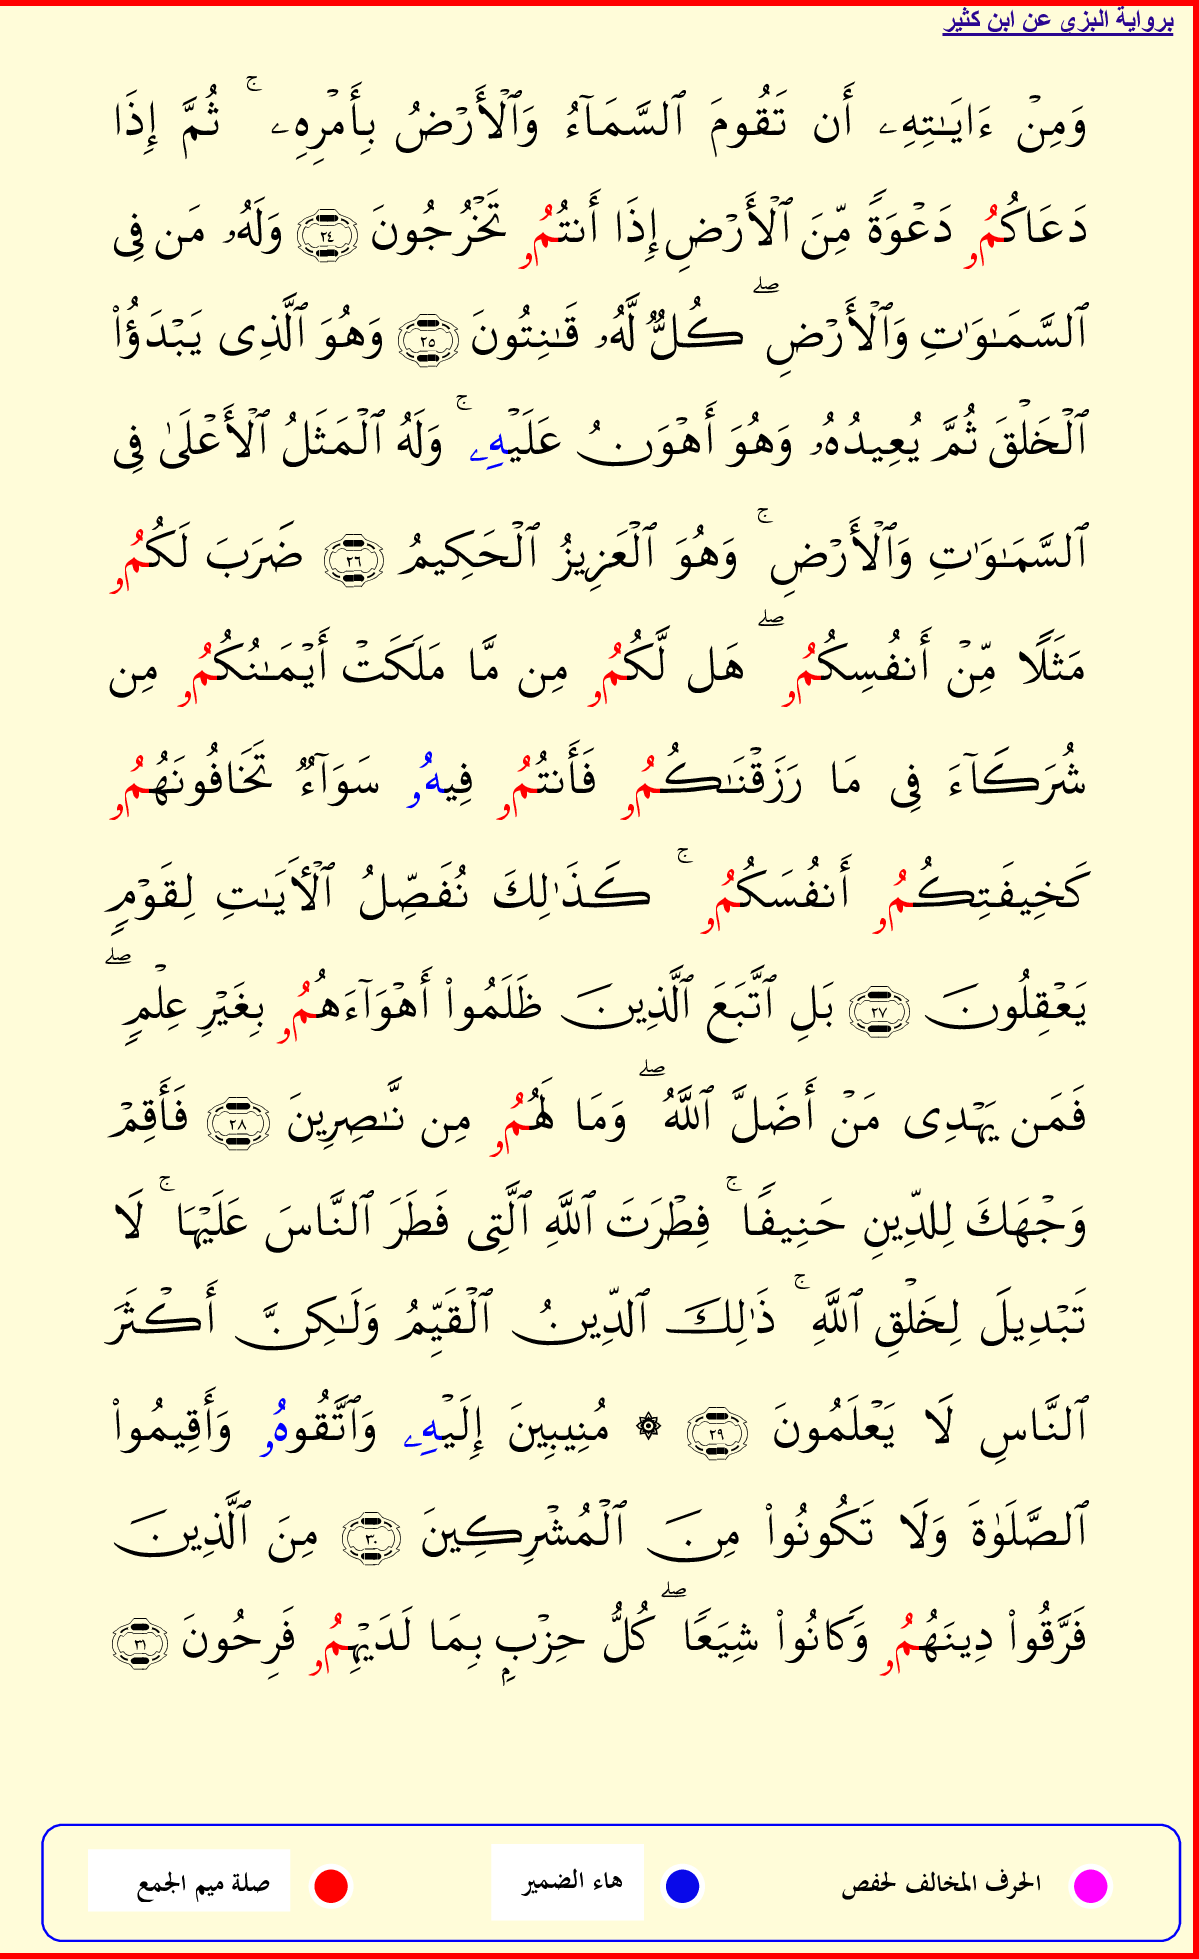 برواية البزى عن ابن كثير
وَمِنْ ءَايَـٰتِهِۦ أَن تَقُومَ ٱلسَّمَآءُ وَٱلْأَرْضُ بِأَمْرِهِۦ ۚ ثُمَّ إِذَا
دَعَاكُمُۥ دَعْوَةً مِّنَ ٱلْأَرْضِ إِذَا أَنتُمُۥ تَخْرُجُونَ ٢٤ وَلَهُۥ مَن فِى
ٱلسَّمَـٰوَٰتِ وَٱلْأَرْضِ ۖ كُلٌّ لَّهُۥ قَـٰنِتُونَ ٢٥ وَهُوَ ٱلَّذِى يَبْدَؤُا۟
ٱلْخَلْقَ ثُمَّ يُعِيدُهُۥ وَهُوَ أَهْوَنُ عَلَيْهِۦ ۚ وَلَهُ ٱلْمَثَلُ ٱلْأَعْلَىٰ فِى
ٱلسَّمَـٰوَٰتِ وَٱلْأَرْضِ ۚ وَهُوَ ٱلْعَزِيزُ ٱلْحَكِيمُ ٢٦ ضَرَبَ لَكُمُۥ
مَثَلًا مِّنْ أَنفُسِكُمُۥ ۖ هَل لَّكُمُۥ مِن مَّا مَلَكَتْ أَيْمَـٰنُكُمُۥ مِن
شُرَكَآءَ فِى مَا رَزَقْنَـٰكُمُۥ فَأَنتُمُۥ فِيهُۥ سَوَآءٌ تَخَافُونَهُمُۥ
كَخِيفَتِكُمُۥ أَنفُسَكُمُۥ ۚ كَذَٰلِكَ نُفَصِّلُ ٱلْـَٔايَـٰتِ لِقَوْمٍ
يَعْقِلُونَ ٢٧ بَلِ ٱتَّبَعَ ٱلَّذِينَ ظَلَمُوا۟ أَهْوَآءَهُمُۥ بِغَيْرِ عِلْمٍ ۖ
فَمَن يَهْدِى مَنْ أَضَلَّ ٱللَّهُ ۖ وَمَا لَهُمُۥ مِن نَّـٰصِرِينَ ٢٨ فَأَقِمْ
وَجْهَكَ لِلدِّينِ حَنِيفًا ۚ فِطْرَتَ ٱللَّهِ ٱلَّتِى فَطَرَ ٱلنَّاسَ عَلَيْهَا ۚ لَا
تَبْدِيلَ لِخَلْقِ ٱللَّهِ ۚ ذَٰلِكَ ٱلدِّينُ ٱلْقَيِّمُ وَلَـٰكِنَّ أَكْثَرَ
ٱلنَّاسِ لَا يَعْلَمُونَ ٢٩ ۞ مُنِيبِينَ إِلَيْهِۦ وَٱتَّقُوهُۥ وَأَقِيمُوا۟
ٱلصَّلَوٰةَ وَلَا تَكُونُوا۟ مِنَ ٱلْمُشْرِكِينَ ٣٠ مِنَ ٱلَّذِينَ
فَرَّقُوا۟ دِينَهُمُۥ وَكَانُوا۟ شِيَعًا ۖ كُلُّ حِزْبٍۭ بِمَا لَدَيْهِمُۥ فَرِحُونَ ٣١
الحرف المخالف لحفص هاء الضمير صلة ميم الجمع